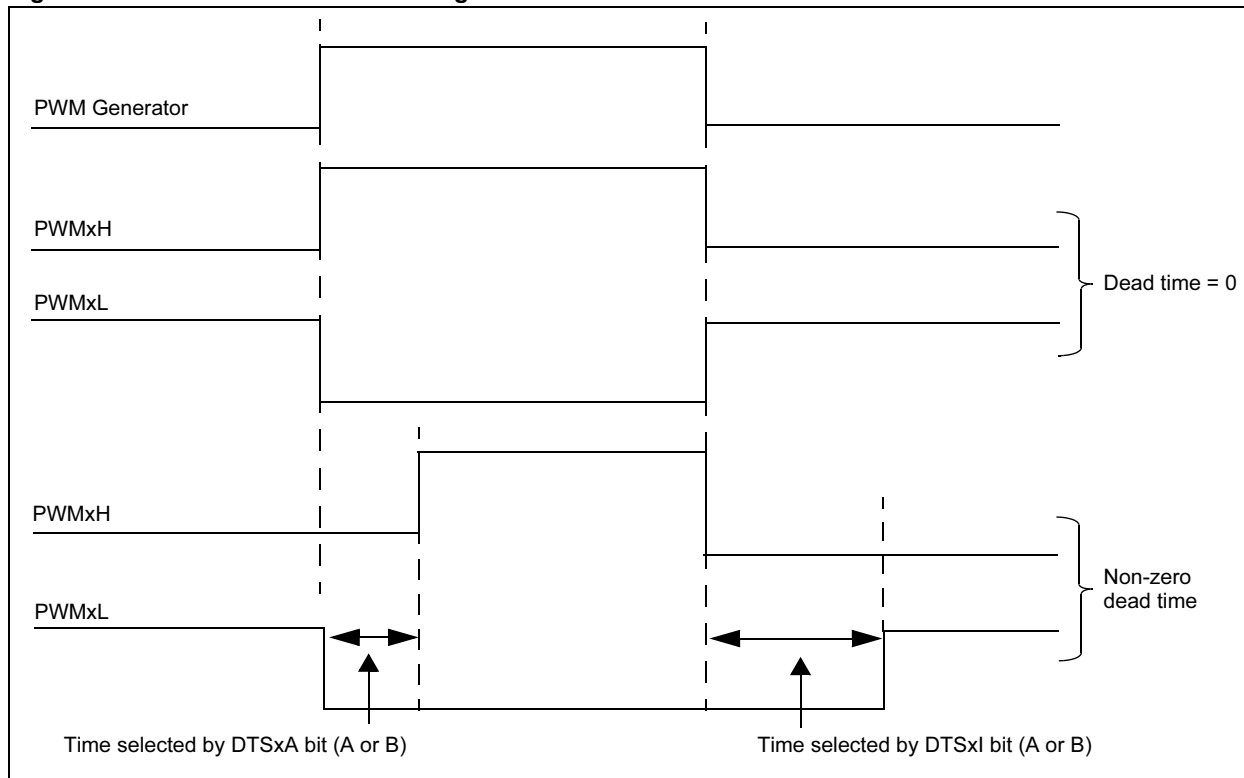 PWM Generator
PWMxH
PWMxL
Dead time = 0
PWMxH
PWMxL
Non-zero
dead time
Time selected by DTSxA bit (A or B)
Time selected by DTSxI bit (A or B)